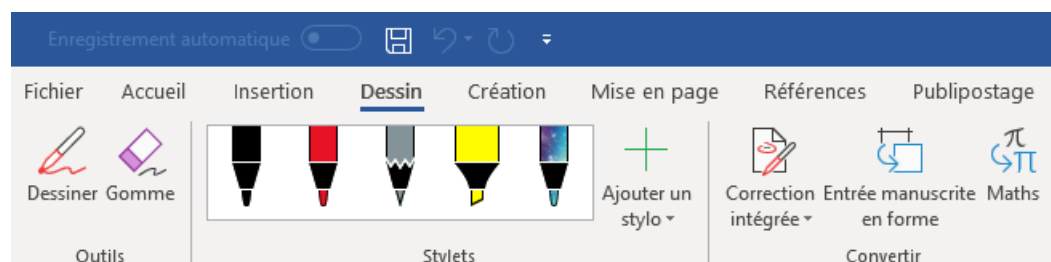 Enregistrement automatique
Fichier Accueil Insertion Dessin Création Mise en page Références Publipostage
Dessiner Gomme Ajouter un stylo Correction intégrée Entrée manuscrite en forme Maths
Outils Stylets Convertir